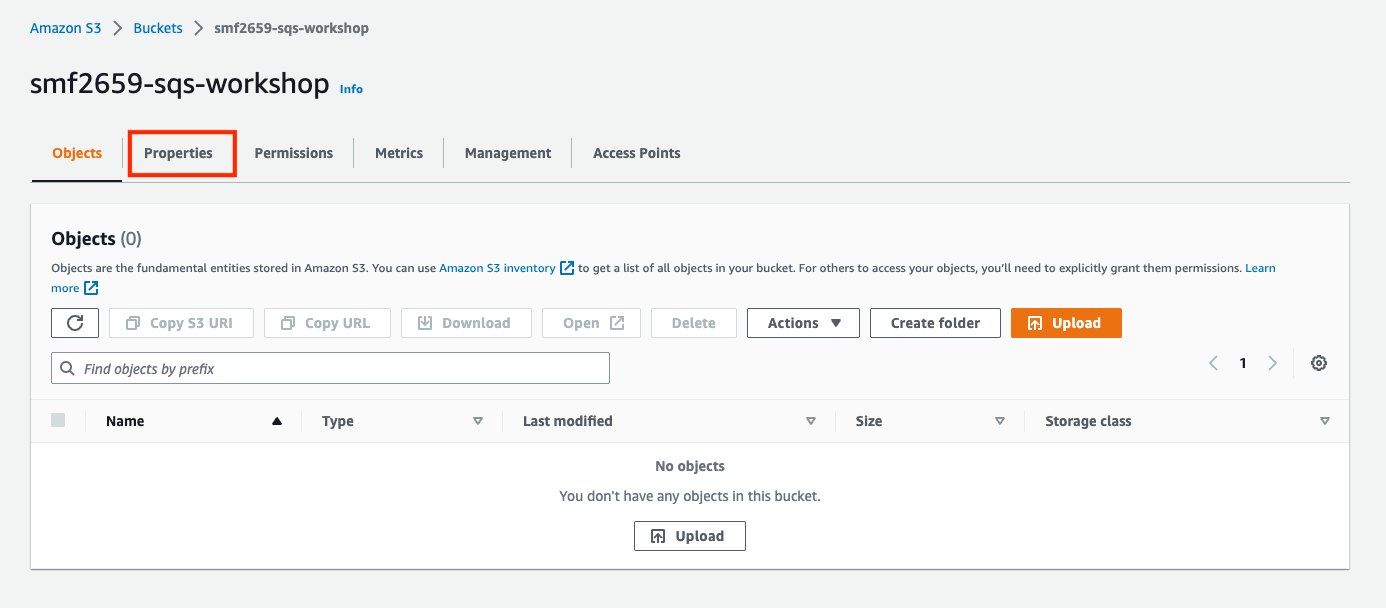 Amazon S3 > Buckets > smf2659-sqs-workshop
smf2659-sqs-workshop Info
Objects Properties Permissions Metrics Management Access Points
Objects (0)
Objects are the fundamental entities stored in Amazon S3. You can use Amazon S3 inventory to get a list of all objects in your bucket. For others to access your objects, you'll need to explicitly grant them permissions. Learn
more
Copy S3 URI Copy URL Download Open Delete Actions Create folder Upload
Find objects by prefix
1
Name Type Last modified Size Storage class
No objects
You don't have any objects in this bucket.
Upload